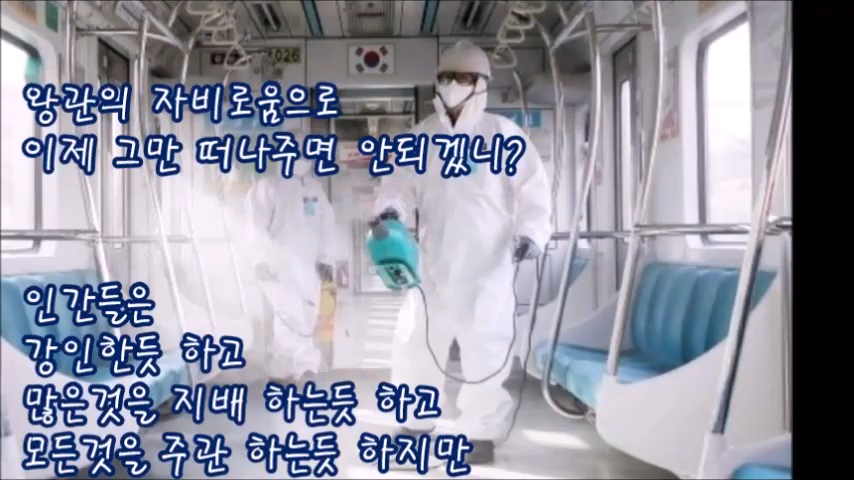 1026
왕관의 자비로움으로
이제 그만 떠나주면 안되겠니?
인간들은
강인한듯 하고
많은것을 지배 하는듯 하고
모든것을 주관 하는듯 하지만